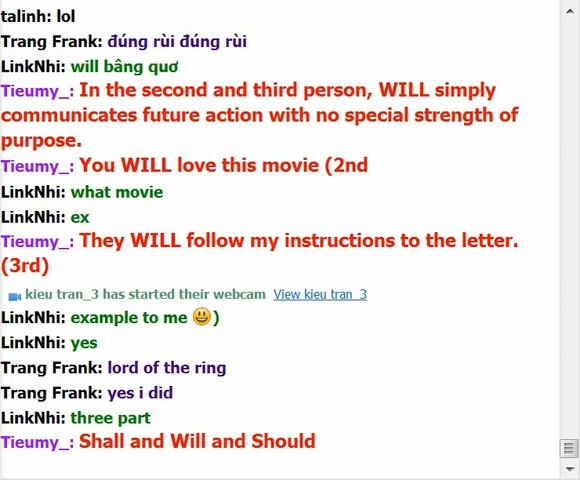 talinh: lol
Trang Frank: đúng rùi đúng rùi
LinkNhi: will bâng quơ
Tieumy_: In the second and third person, WILL simply
communicates future action with no special strength of
purpose.
Tieumy_: You WILL love this movie (2nd
LinkNhi: what movie
LinkNhi: ex
Tieumy_: They WILL follow my instructions to the letter.
(3rd)
kieu tran_3 has started their webcam View kieu tran_3
LinkNhi: example to me 😃)
LinkNhi: yes
Trang Frank: lord of the ring
Trang Frank: yes i did
LinkNhi: three part
Tieumy_: Shall and Will and Should